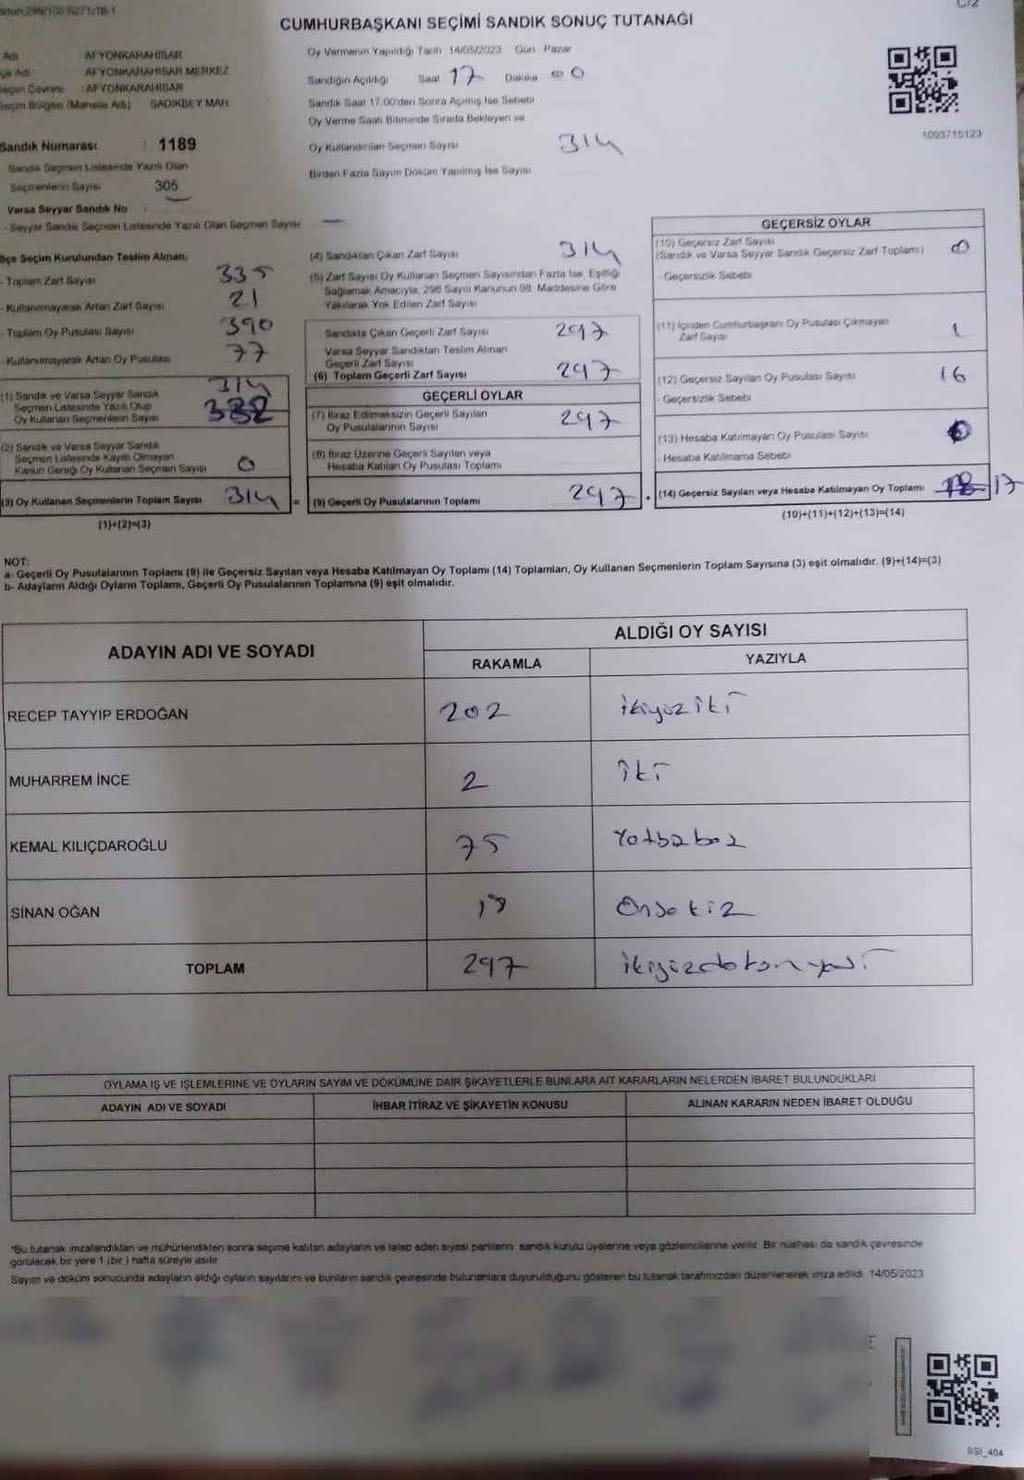 C/2
CUMHURBAŞKANI SEÇİMİ SANDIK SONUÇ TUTANAĞI
Adı AFYONKARAHİSAR
AFYONKARAHİSAR MERKEZ
Seçim Çevresi : AFYONKARAHİSAR
Seçim Bölgesi (Mahalle Adı) SADIKBEY MAH
Sandık Numarası : 1189
Sandık Seçmen Listesinde Yazılı Olan
Seçmenlerin Sayısı 305
Varsa Seyyar Sandık No :
- Seyyar Sandık Seçmen Listesinde Yazılı Olan Seçmen Sayısı —
Oy Vermenin Yapıldığı Tarih 14/05/2023 Gün Pazar
Sandığın Açıldığı Saat 17 Dakika 00
Sandık Saat 17.00'den Sonra Açılmış İse Sebebi
Oy Verme Saati Bitiminde Sırada Bekleyen ve
Oy Kullandırılan Seçmen Sayısı 314
Birden Fazla Sayım Döküm Yapılmış İse Sayısı
1093715123
İlçe Seçim Kurulundan Teslim Alınan;
- Toplam Zarf Sayısı 335
- Kullanılmayarak Artan Zarf Sayısı 21
- Toplam Oy Pusulası Sayısı 390
- Kullanılmayarak Artan Oy Pusulası 77
(1) Sandık ve Varsa Seyyar Sandık
Seçmen Listesinde Yazılı Olup
Oy Kullanan Seçmenlerin Sayısı 314
(2) Sandık ve Varsa Seyyar Sandık
Seçmen Listesinde Kayıtlı Olmayan
Kanun Gereği Oy Kullanan Seçmen Sayısı 0
(3) Oy Kullanan Seçmenlerin Toplam Sayısı 314 =
(1)+(2)=(3)
(4) Sandıktan Çıkan Zarf Sayısı 314
(5) Zarf Sayısı Oy Kullanan Seçmen Sayısından Fazla İse, Eşitliği
Sağlamak Amacıyla, 298 Sayılı Kanunun 98. Maddesine Göre
Yakılarak Yok Edilen Zarf Sayısı
Sandıkta Çıkan Geçerli Zarf Sayısı 297
Varsa Seyyar Sandıktan Teslim Alınan
Geçerli Zarf Sayısı
(6) Toplam Geçerli Zarf Sayısı 297
GEÇERLİ OYLAR
(7) İtiraz Edilmeksizin Geçerli Sayılan
Oy Pusulalarının Sayısı 297
(8) İtiraz Üzerine Geçerli Sayılan veya
Hesaba Katılan Oy Pusulası Toplamı
(9) Geçerli Oy Pusulalarının Toplamı 297 +
GEÇERSİZ OYLAR
(10) Geçersiz Zarf Sayısı
(Sandık ve Varsa Seyyar Sandık Geçersiz Zarf Toplamı) 0
- Geçersizlik Sebebi
(11) İçinden Cumhurbaşkanı Oy Pusulası Çıkmayan
Zarf Sayısı 1
(12) Geçersiz Sayılan Oy Pusulası Sayısı 16
- Geçersizlik Sebebi
(13) Hesaba Katılmayan Oy Pusulası Sayısı 0
- Hesaba Katılmama Sebebi
(14) Geçersiz Sayılan veya Hesaba Katılmayan Oy Toplamı 17
(10)+(11)+(12)+(13)=(14)
NOT:
a- Geçerli Oy Pusulalarının Toplamı (9) ile Geçersiz Sayılan veya Hesaba Katılmayan Oy Toplamı (14) Toplamları, Oy Kullanan Seçmenlerin Toplam Sayısına (3) eşit olmalıdır. (9)+(14)=(3)
b- Adayların Aldığı Oyların Toplamı, Geçerli Oy Pusulalarının Toplamına (9) eşit olmalıdır.
ADAYIN ADI VE SOYADI ALDIĞI OY SAYISI
RAKAMLA YAZIYLA
RECEP TAYYIP ERDOĞAN 202 ikiyüziki
MUHARREM İNCE 2 iki
KEMAL KILIÇDAROĞLU 75
SİNAN OĞAN 18 Onsekiz
TOPLAM 297
OYLAMA İŞ VE İŞLEMLERİNE VE OYLARIN SAYIM VE DÖKÜMÜNE DAİR ŞİKAYETLERLE BUNLARA AİT KARARLARIN NELERDEN İBARET BULUNDUKLARI
ADAYIN ADI VE SOYADI İHBAR İTİRAZ VE ŞİKAYETİN KONUSU ALINAN KARARIN NEDEN İBARET OLDUĞU
*Bu tutanak imzalandıktan ve mühürlendikten sonra seçime katılan adayların ve talep eden siyasi partilerin sandık kurulu üyelerine veya gözlemcilerine verilir. Bir nüshası da sandık çevresinde
görülecek bir yere 1 (bir) hafta süreyle asılır
Sayım ve döküm sonucunda adayların aldığı oyların sayılarını ve bunların sandık çevresinde bulunanlara duyurulduğunu gösteren bu tutanak tarafımızdan düzenlenerek imza edildi. 14/05/2023
SSI_404